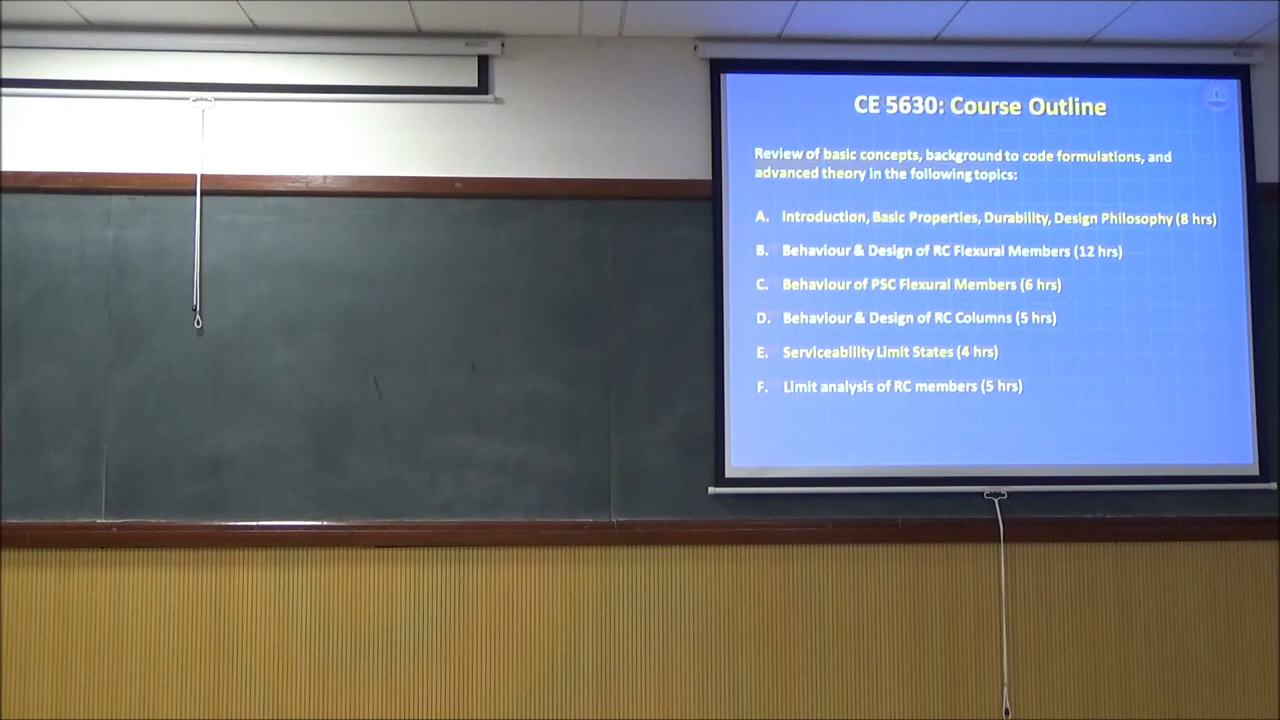 CE 5630: Course Outline
Review of basic concepts, background to code formulations, and
advanced theory in the following topics:
A. Introduction, Basic Properties, Durability, Design Philosophy (8 hrs)
B. Behaviour & Design of RC Flexural Members (12 hrs)
C. Behaviour of PSC Flexural Members (6 hrs)
D. Behaviour & Design of RC Columns (5 hrs)
E. Serviceability Limit States (4 hrs)
F. Limit analysis of RC members (5 hrs)